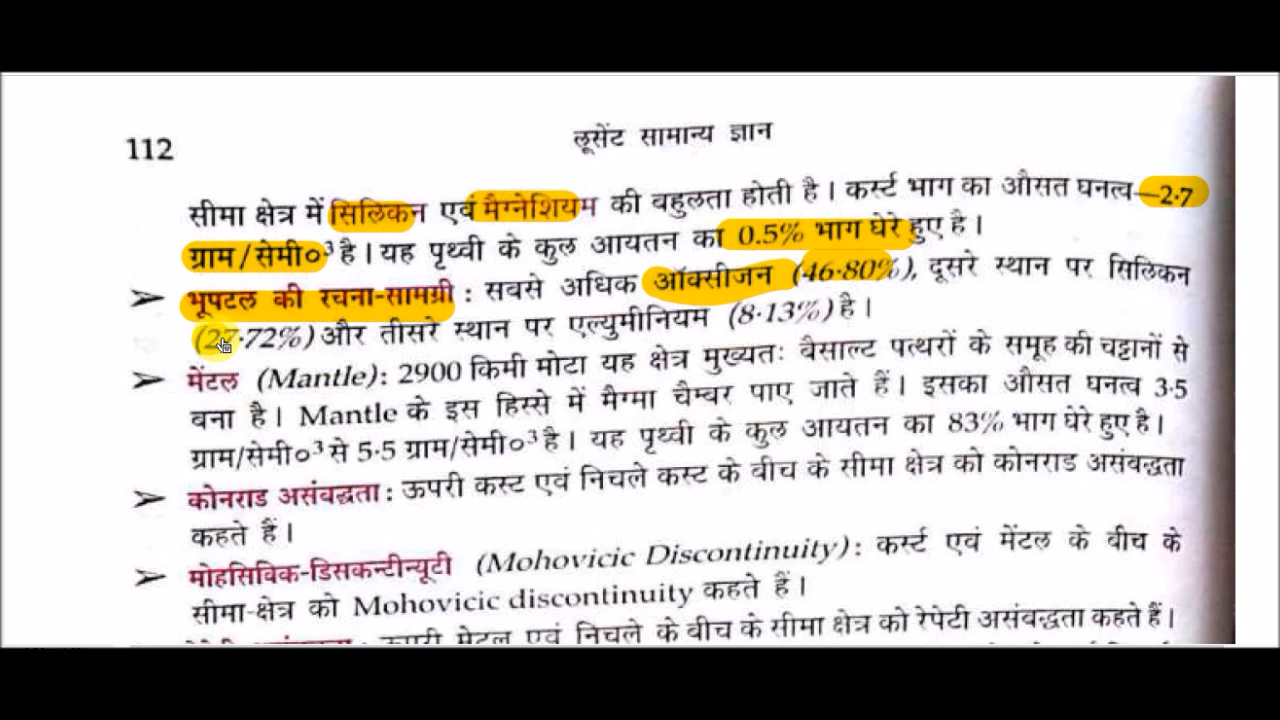 112
लूसेंट सामान्य ज्ञान
सीमा क्षेत्र में सिलिकन एवं मैग्नेशियम की बहुलता होती है । कर्स्ट भाग का औसत घनत्व—2.7
ग्राम/सेमी०³ है । यह पृथ्वी के कुल आयतन का 0.5% भाग घेरे हुए है ।
➢ भूपटल की रचना-सामग्री : सबसे अधिक ऑक्सीजन (46·80%), दूसरे स्थान पर सिलिकन
(27·72%) और तीसरे स्थान पर एल्युमीनियम (8·13%) है ।
➢ मेंटल (Mantle): 2900 किमी मोटा यह क्षेत्र मुख्यतः बैसाल्ट पत्थरों के समूह की चट्टानों से
बना है । Mantle के इस हिस्से में मैग्मा चैम्बर पाए जाते हैं । इसका औसत घनत्व 3·5
ग्राम/सेमी०³ से 5·5 ग्राम/सेमी०³ है । यह पृथ्वी के कुल आयतन का 83% भाग घेरे हुए है ।
➢ कोनराड असंबद्धता : ऊपरी कस्ट एवं निचले कस्ट के बीच के सीमा क्षेत्र को कोनराड असंबद्धता
कहते हैं ।
➢ मोहसिविक-डिसकन्टीन्यूटी (Mohovicic Discontinuity) : कर्स्ट एवं मेंटल के बीच के
सीमा-क्षेत्र को Mohovicic discontinuity कहते हैं ।
असंबद्धता : ऊपरी मेंटल एवं निचले के बीच के सीमा क्षेत्र को रेपेटी असंबद्धता कहते हैं ।